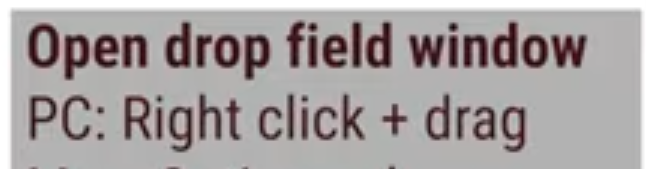 Open drop field window
PC: Right click + drag